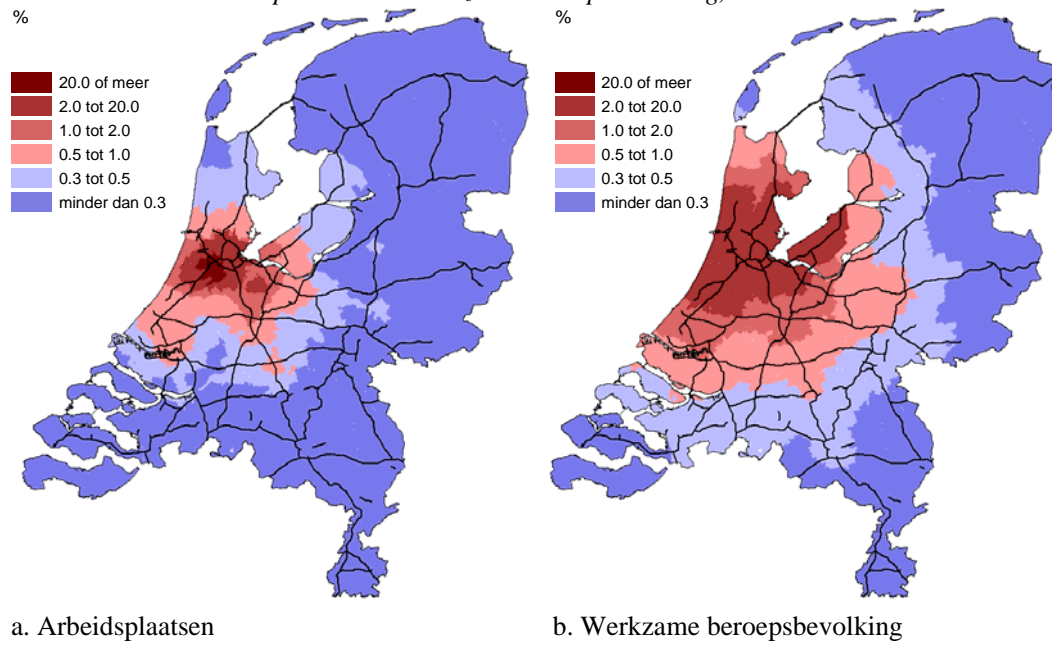 %
20.0 of meer
2.0 tot 20.0
1.0 tot 2.0
0.5 tot 1.0
0.3 tot 0.5
minder dan 0.3
a. Arbeidsplaatsen
%
20.0 of meer
2.0 tot 20.0
1.0 tot 2.0
0.5 tot 1.0
0.3 tot 0.5
minder dan 0.3
b. Werkzame beroepsbevolking